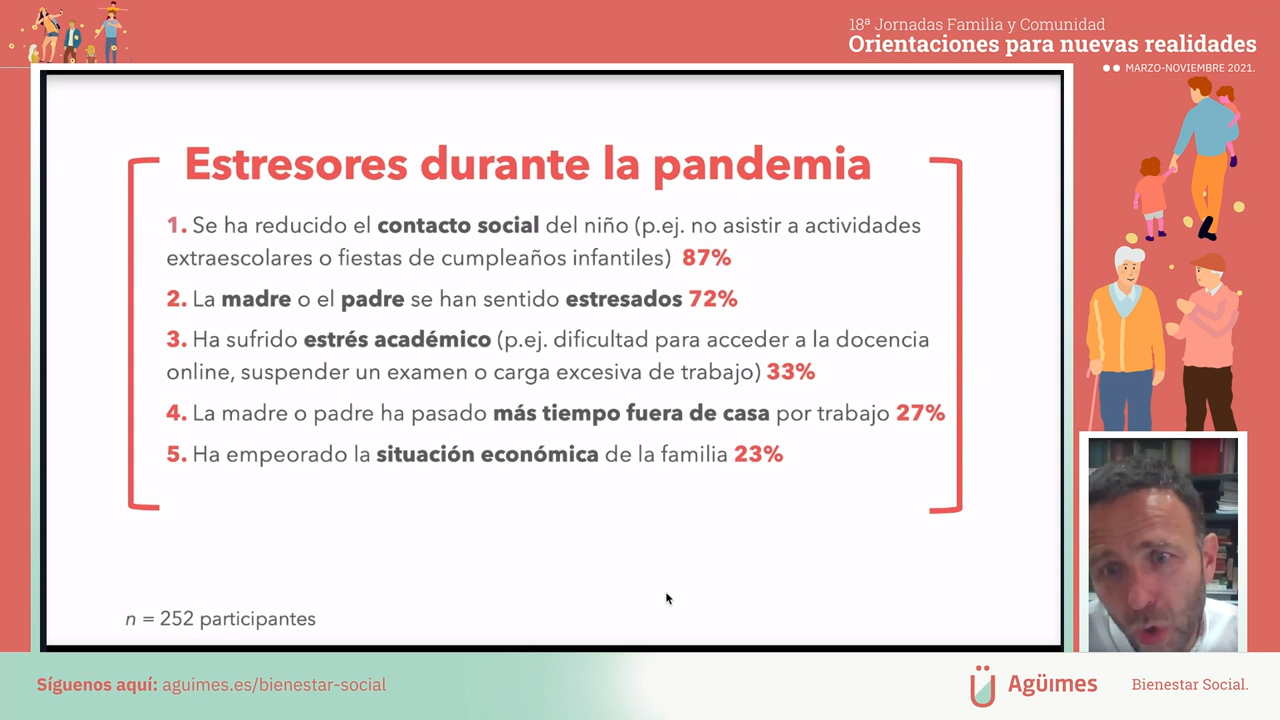 18ª Jornadas Familia y Comunidad
Orientaciones para nuevas realidades
MARZO-NOVIEMBRE 2021.
Estresores durante la pandemia
1. Se ha reducido el contacto social del niño (p.ej. no asistir a actividades
extraescolares o fiestas de cumpleaños infantiles) 87%
2. La madre o el padre se han sentido estresados 72%
3. Ha sufrido estrés académico (p.ej. dificultad para acceder a la docencia
online, suspender un examen o carga excesiva de trabajo) 33%
4. La madre o padre ha pasado más tiempo fuera de casa por trabajo 27%
5. Ha empeorado la situación económica de la familia 23%
n = 252 participantes
Síguenos aquí: aguimes.es/bienestar-social
Agüimes
Bienestar Social.